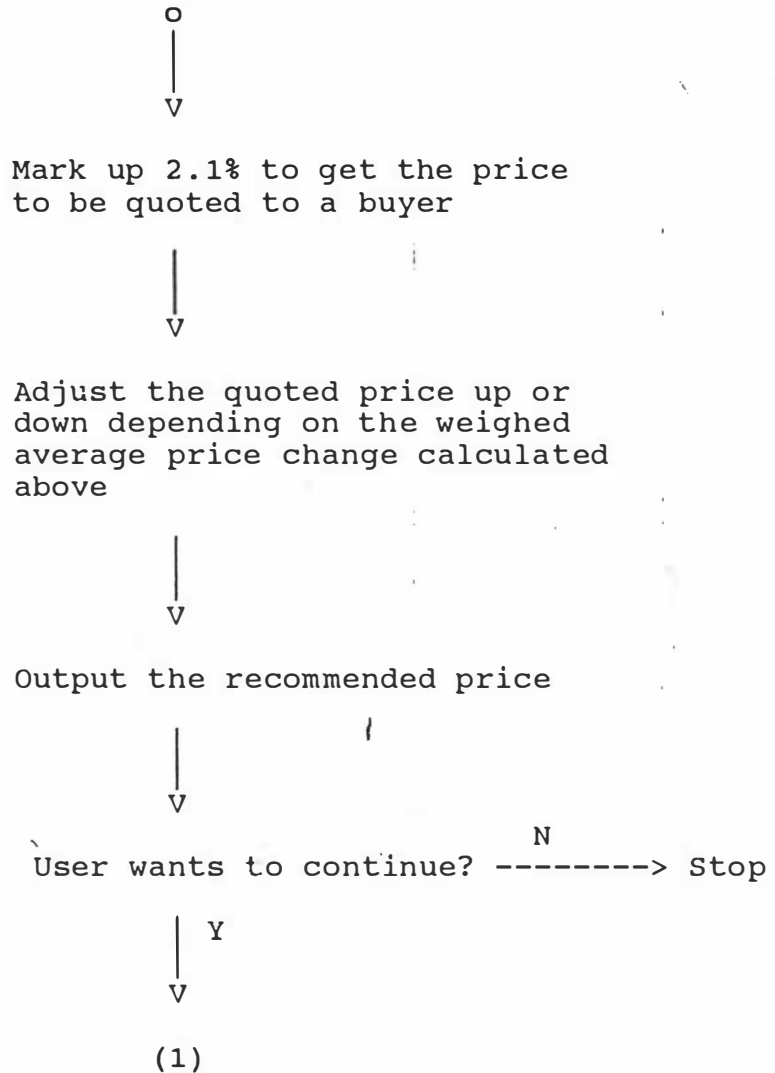 o
V
Mark up 2.1% to get the price
to be quoted to a buyer
V
Adjust the quoted price up or
down depending on the weighed
average price change calculated
above
V
Output the recommended price
V
N
User wants to continue? --------> Stop
Y
V
(1)